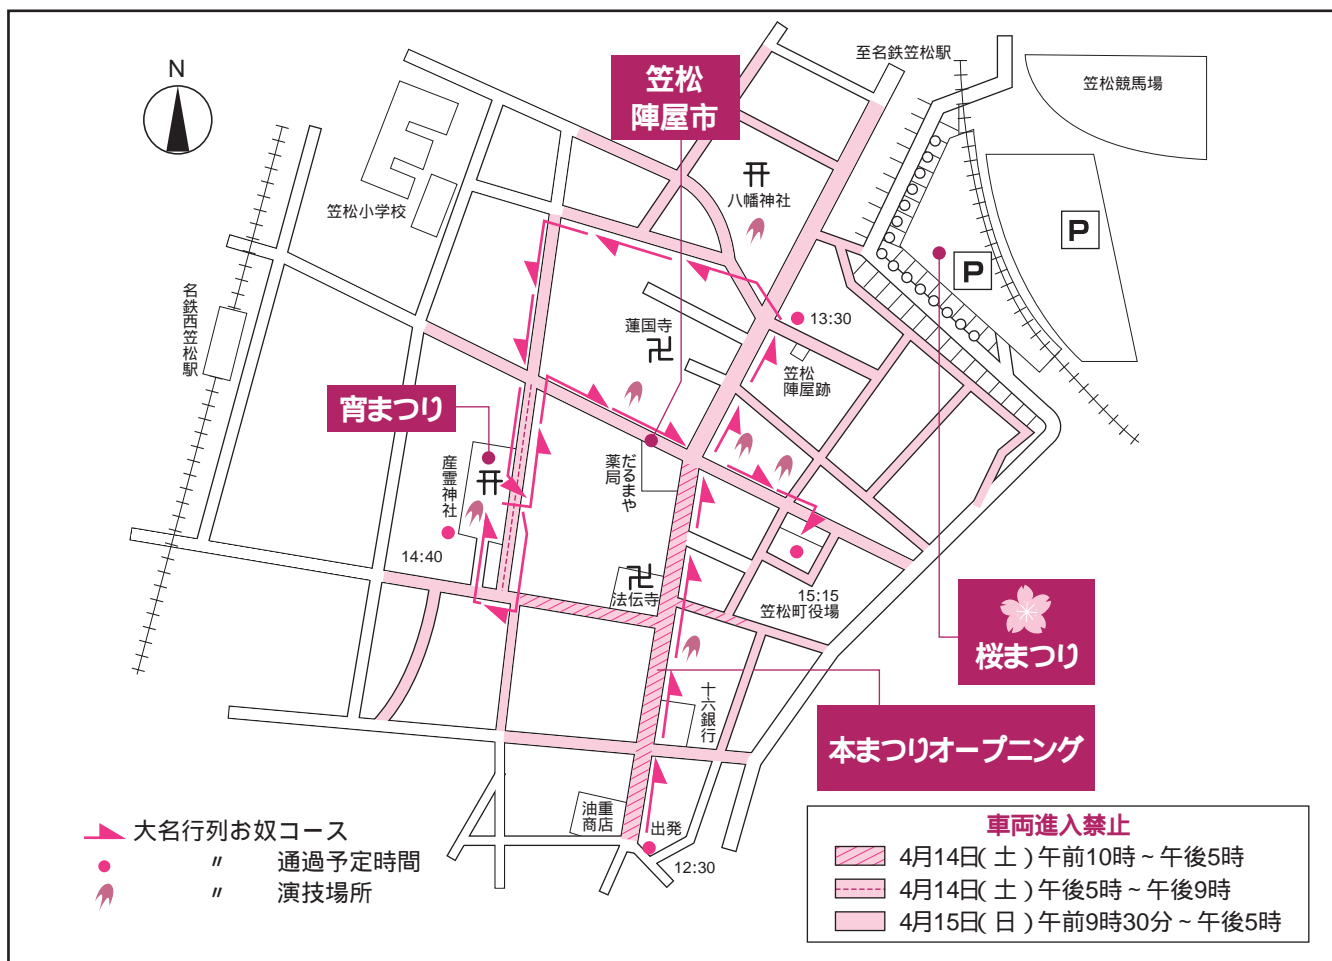 N
笠松
陣屋市
至名鉄笠松駅
笠松競馬場
八幡神社
笠松小学校
P
P
名鉄西笠松駅
蓮国寺
13:30
笠松
陣屋跡
宵まつり
産霊神社
だるまや
薬局
14:40
法伝寺
15:15
笠松町役場
桜まつり
十六銀行
本まつりオープニング
油重
商店
出発
12:30
大名行列お奴コース
〃 通過予定時間
〃 演技場所
車両進入禁止
4月14日(土)午前10時~午後5時
4月14日(土)午後5時~午後9時
4月15日(日)午前9時30分~午後5時